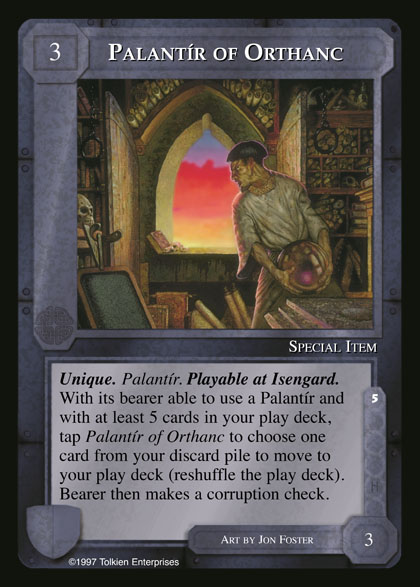 3
PALANTÍR OF ORTHANC
SPECIAL ITEM
Unique. Palantír. Playable at Isengard.
With its bearer able to use a Palantír and
with at least 5 cards in your play deck,
tap Palantír of Orthanc to choose one
card from your discard pile to move to
your play deck (reshuffle the play deck).
Bearer then makes a corruption check.
5
H
ART BY JON FOSTER
3
©1997 Tolkien Enterprises